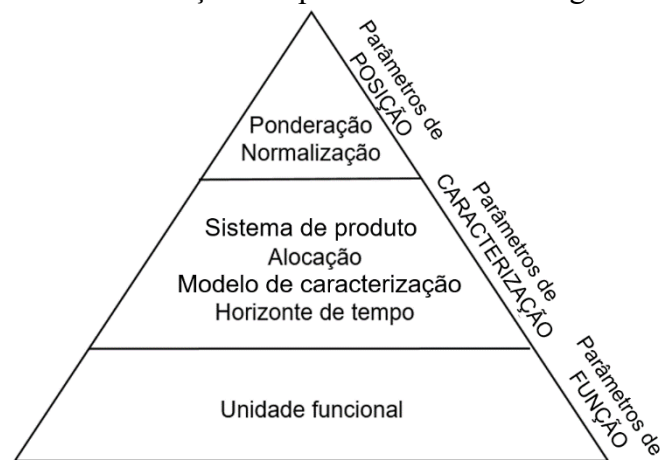 Parâmetros de
POSIÇÃO
Ponderação
Normalização
Parâmetros de
CARACTERIZAÇÃO
Sistema de produto
Alocação
Modelo de caracterização
Horizonte de tempo
Parâmetros de
FUNÇÃO
Unidade funcional